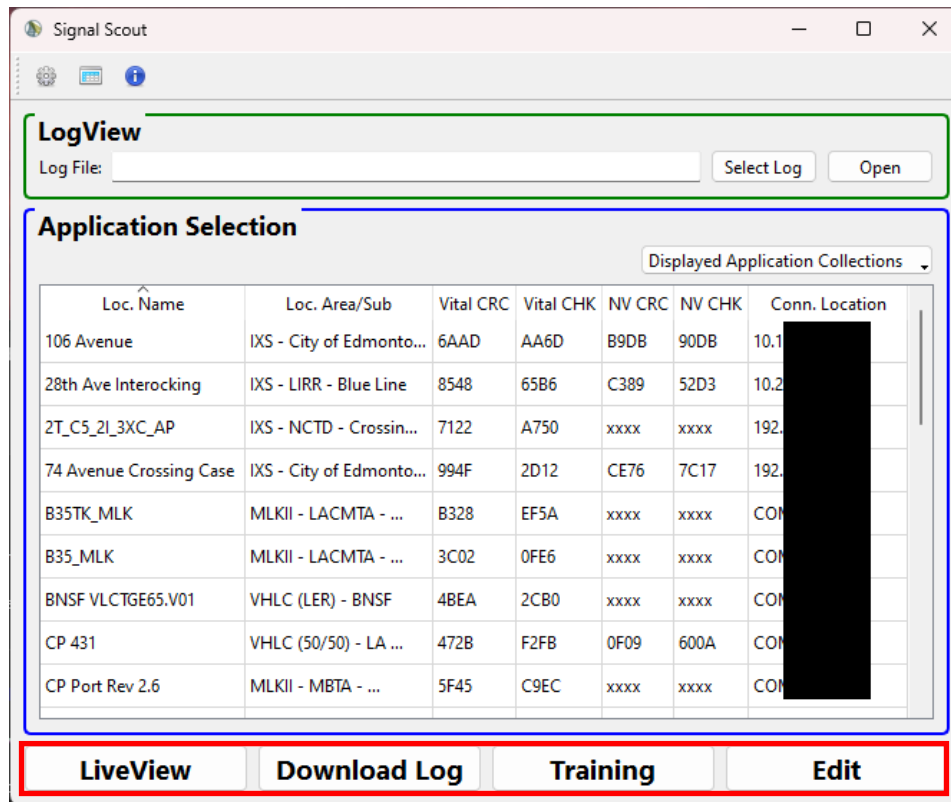 Signal Scout
LogView
Log File: Select Log Open
Application Selection
Displayed Application Collections
Loc. Name Loc. Area/Sub Vital CRC Vital CHK NV CRC NV CHK Conn. Location
106 Avenue IXS - City of Edmonto... 6AAD AA6D B9DB 90DB 10.1
28th Ave Interocking IXS - LIRR - Blue Line 8548 65B6 C389 52D3 10.2
2T_C5_2I_3XC_AP IXS - NCTD - Crossin... 7122 A750 xxxx xxxx 192.
74 Avenue Crossing Case IXS - City of Edmonto... 994F 2D12 CE76 7C17 192.
B35TK_MLK MLKII - LACMTA - ... B328 EF5A xxxx xxxx
B35_MLK MLKII - LACMTA - ... 3C02 0FE6 xxxx xxxx
BNSF VLCTGE65.V01 VHLC (LER) - BNSF 4BEA 2CB0 xxxx xxxx
CP 431 VHLC (50/50) - LA ... 472B F2FB 0F09 600A
CP Port Rev 2.6 MLKII - MBTA - ... 5F45 C9EC xxxx xxxx
LiveView Download Log Training Edit